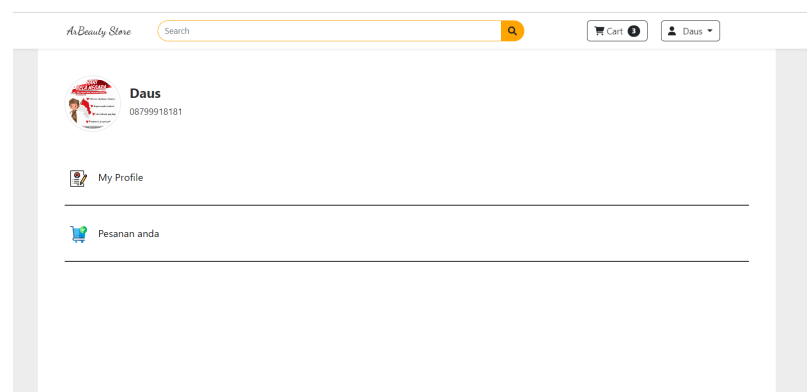 ArBeauty Store
Search
Cart 3
Daus
Daus
08799918181
My Profile
Pesanan anda